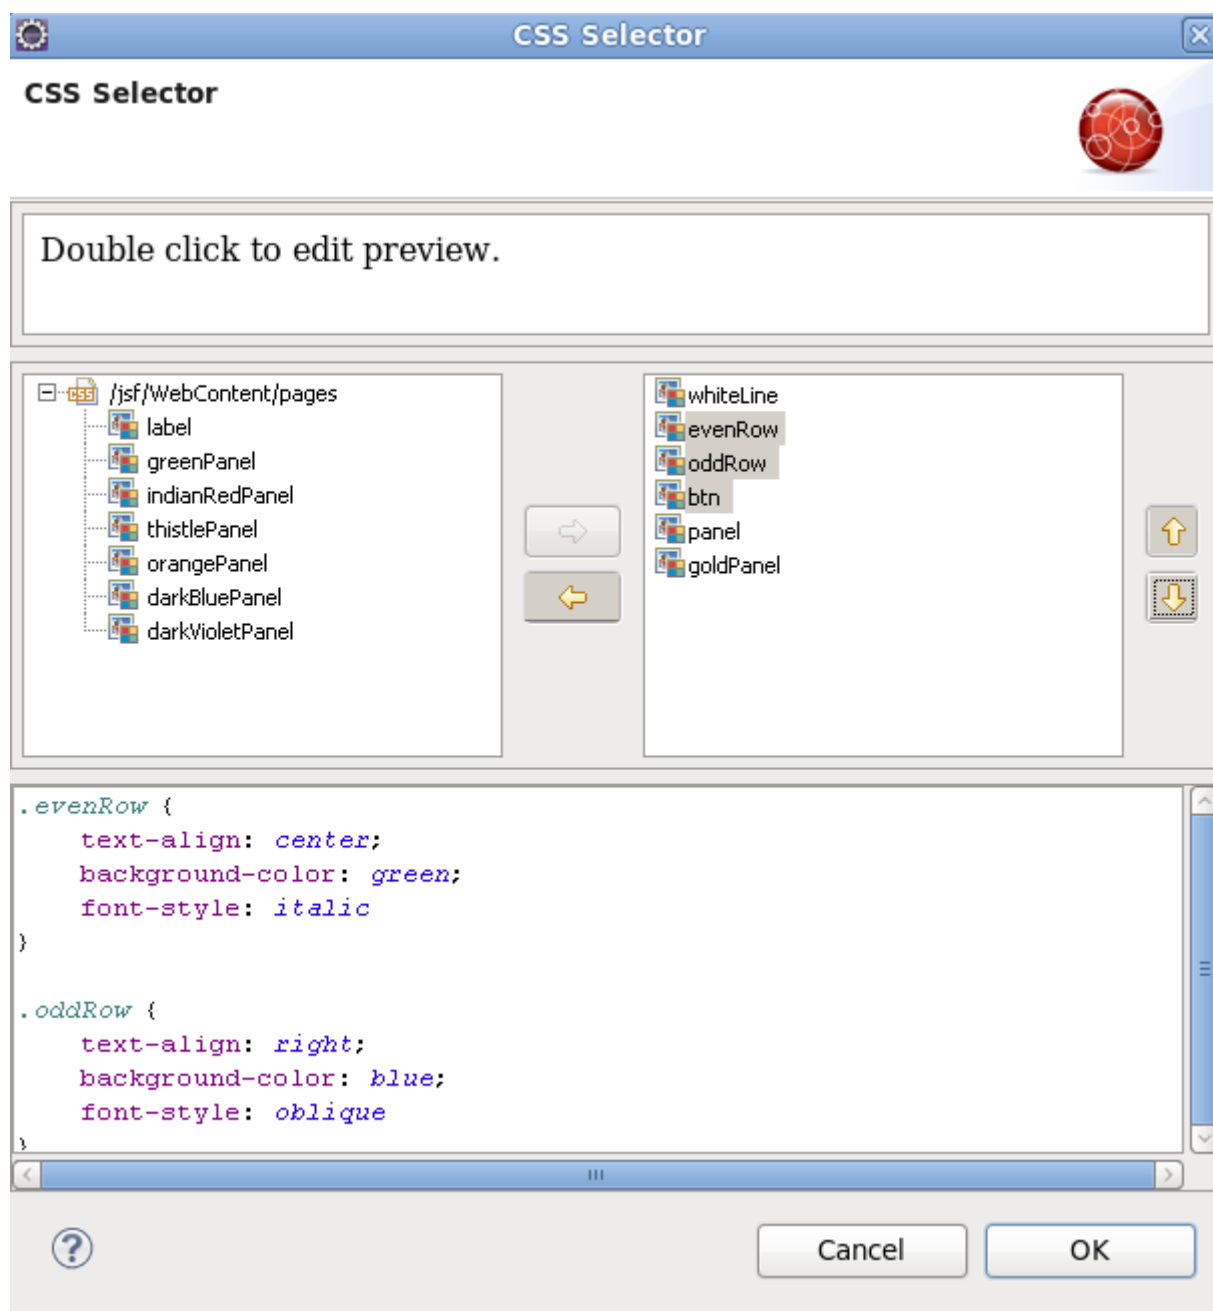 CSS Selector
CSS Selector
Double click to edit preview.
/jsf/WebContent/pages
label
greenPanel
indianRedPanel
thistlePanel
orangePanel
darkBluePanel
darkVioletPanel
whiteLine
evenRow
oddRow
btn
panel
goldPanel
.evenRow {
text-align: center;
background-color: green;
font-style: italic
}
.oddRow {
text-align: right;
background-color: blue;
font-style: oblique
}
Cancel
OK